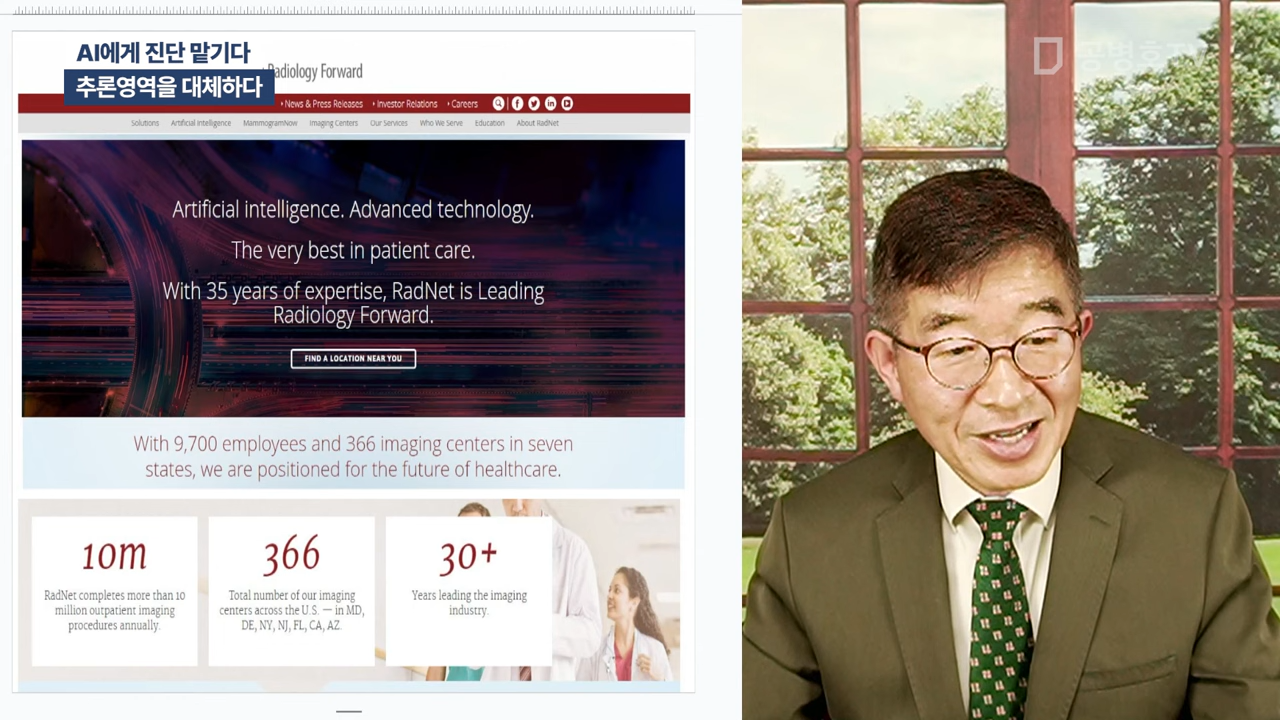 AI에게 진단 맡기다
추론영역을 대체하다
Radiology Forward
News & Press Releases
Investor Relations
Careers
Solutions
Artificial Intelligence
MammogramNow
Imaging Centers
Our Services
Who We Serve
Education
About RadNet
Artificial intelligence. Advanced technology.
The very best in patient care.
With 35 years of expertise, RadNet is Leading
Radiology Forward.
FIND A LOCATION NEAR YOU
With 9,700 employees and 366 imaging centers in seven
states, we are positioned for the future of healthcare.
10m
RadNet completes more than 10
million outpatient imaging
procedures annually.
366
Total number of our imaging
centers across the U.S. — in MD,
DE, NY, NJ, FL, CA, AZ.
30+
Years leading the imaging
industry.